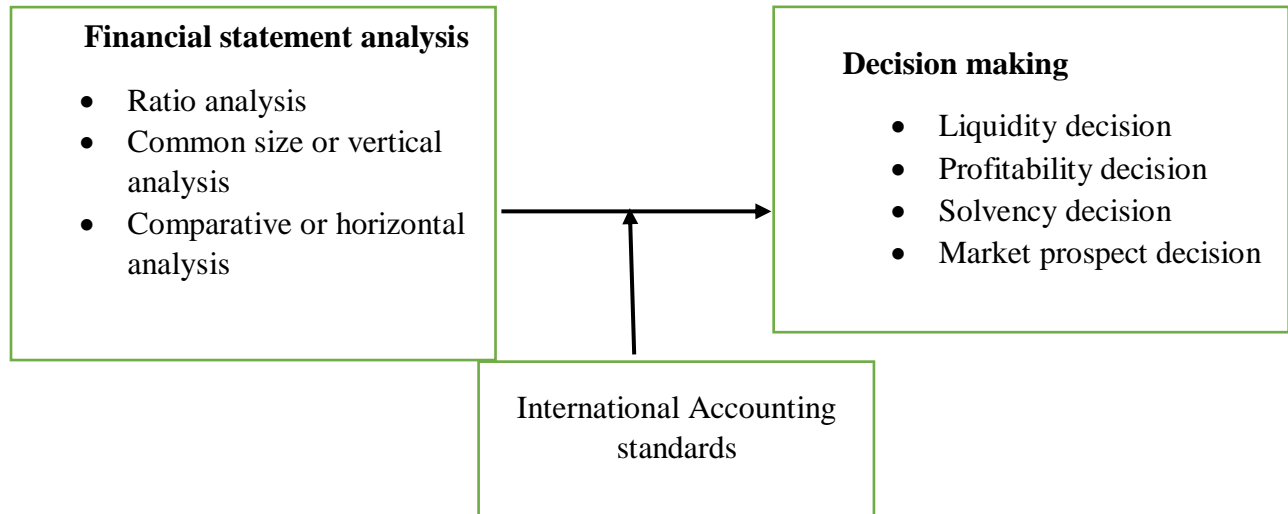 Financial statement analysis
• Ratio analysis
• Common size or vertical
analysis
• Comparative or horizontal
analysis
Decision making
• Liquidity decision
• Profitability decision
• Solvency decision
• Market prospect decision
International Accounting
standards